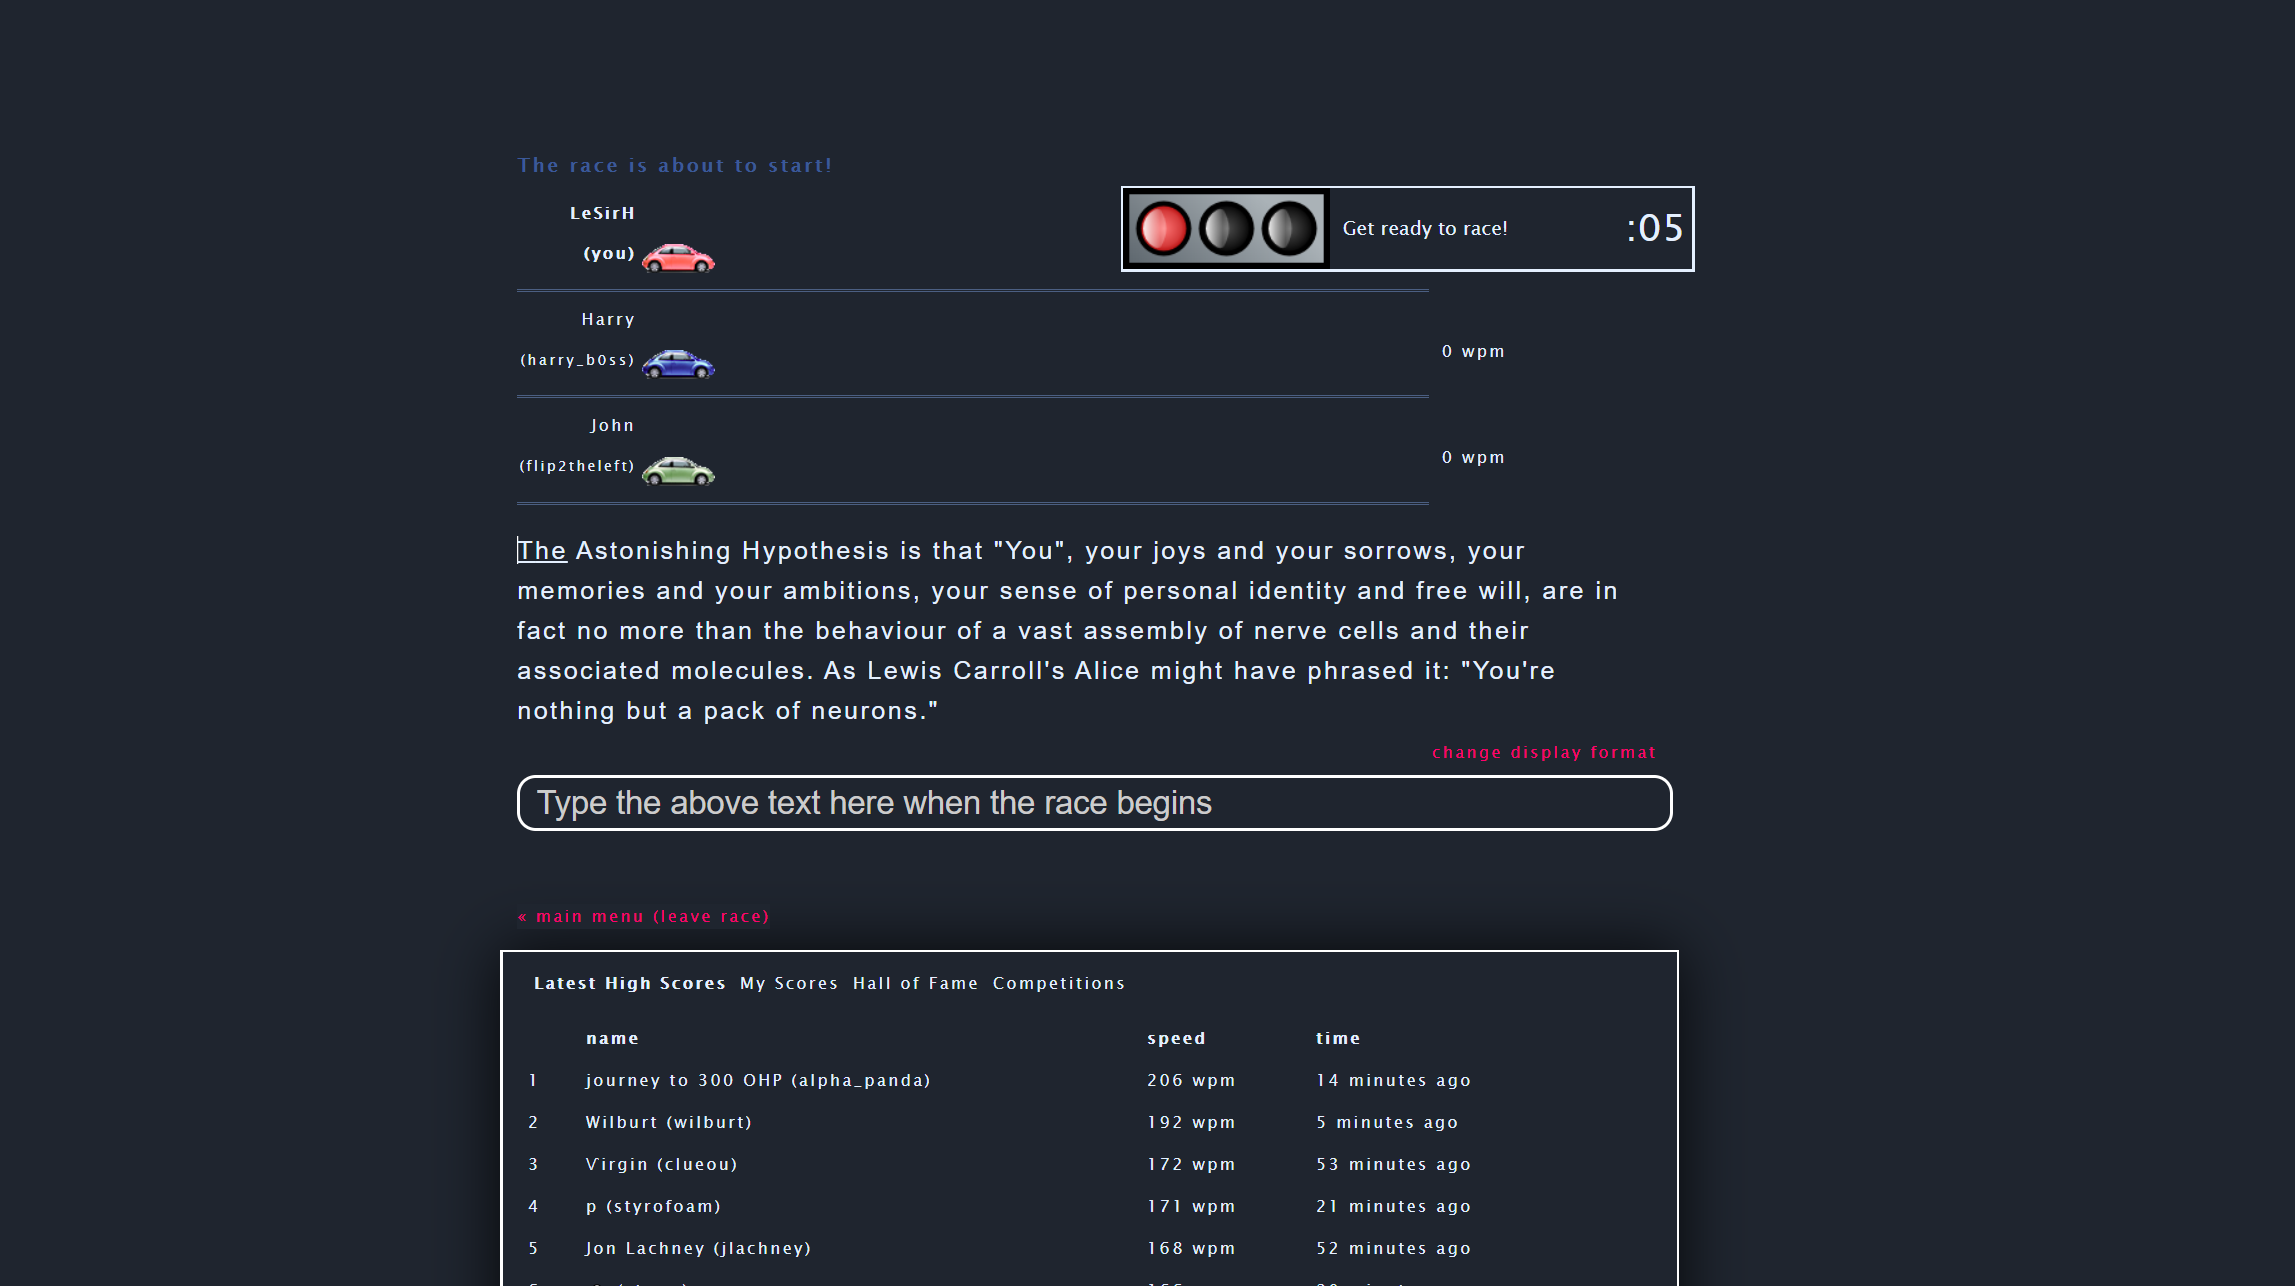 The race is about to start!
LeSirH
(you)
Get ready to race!
:05
Harry
(harry_b0ss)
0 wpm
John
(flip2theleft)
0 wpm
The Astonishing Hypothesis is that "You", your joys and your sorrows, your
memories and your ambitions, your sense of personal identity and free will, are in
fact no more than the behaviour of a vast assembly of nerve cells and their
associated molecules. As Lewis Carroll's Alice might have phrased it: "You're
nothing but a pack of neurons."
change display format
Type the above text here when the race begins
« main menu (leave race)
Latest High Scores My Scores Hall of Fame Competitions
name speed time
1 journey to 300 OHP (alpha_panda) 206 wpm 14 minutes ago
2 Wilburt (wilburt) 192 wpm 5 minutes ago
3 Virgin (clueou) 172 wpm 53 minutes ago
4 p (styrofoam) 171 wpm 21 minutes ago
5 Jon Lachney (jlachney) 168 wpm 52 minutes ago